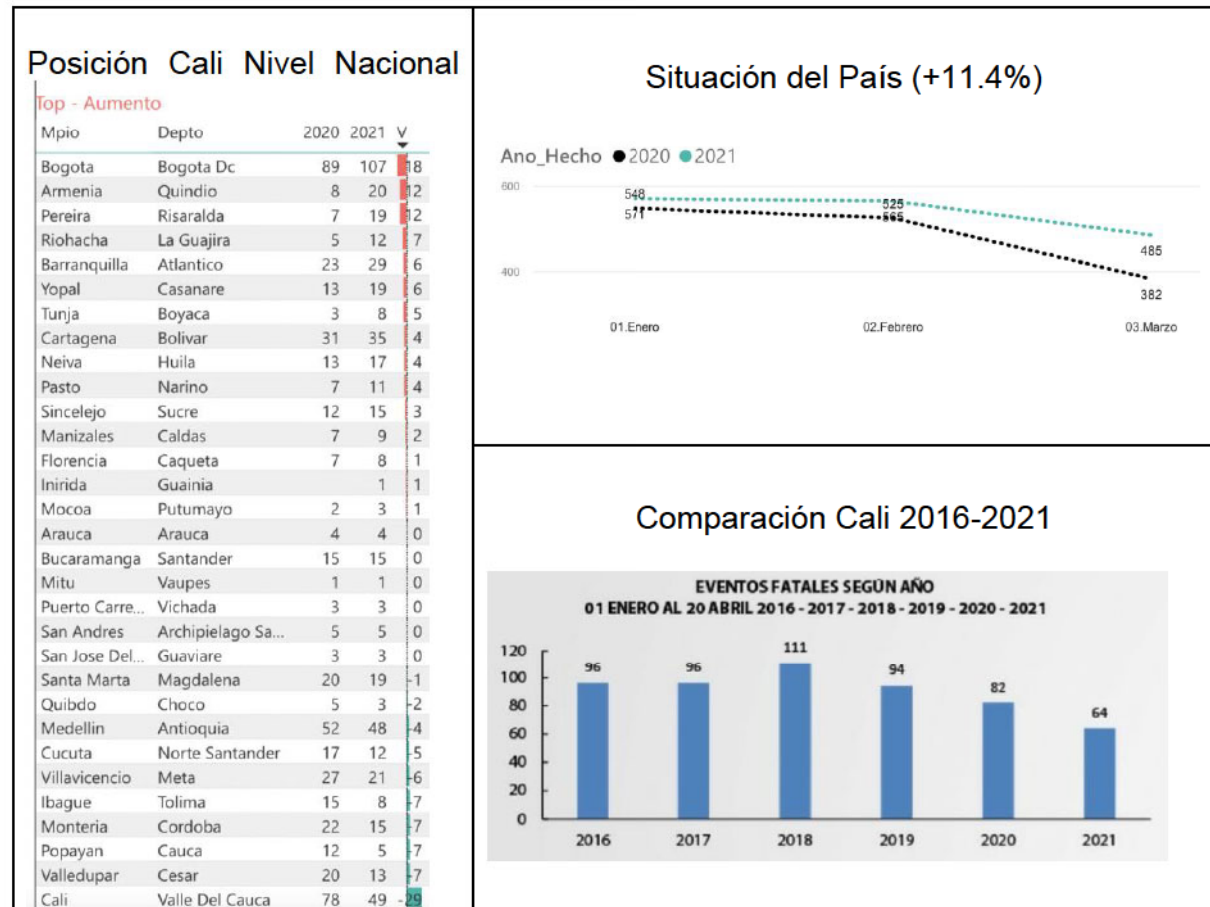 Posición Cali Nivel Nacional
Top - Aumento
Mpio Depto 2020 2021 V
Bogota Bogota Dc 89 107 18
Armenia Quindio 8 20 12
Pereira Risaralda 7 19 12
Riohacha La Guajira 5 12 7
Barranquilla Atlantico 23 29 6
Yopal Casanare 13 19 6
Tunja Boyaca 3 8 5
Cartagena Bolivar 31 35 4
Neiva Huila 13 17 4
Pasto Narino 7 11 4
Sincelejo Sucre 12 15 3
Manizales Caldas 7 9 2
Florencia Caqueta 7 8 1
Inirida Guainia 1 1
Mocoa Putumayo 2 3 1
Arauca Arauca 4 4 0
Bucaramanga Santander 15 15 0
Mitu Vaupes 1 1 0
Puerto Carre... Vichada 3 3 0
San Andres Archipielago Sa... 5 5 0
San Jose Del... Guaviare 3 3 0
Santa Marta Magdalena 20 19 -1
Quibdo Choco 5 3 -2
Medellin Antioquia 52 48 -4
Cucuta Norte Santander 17 12 -5
Villavicencio Meta 27 21 -6
Ibague Tolima 15 8 -7
Monteria Cordoba 22 15 -7
Popayan Cauca 12 5 -7
Valledupar Cesar 20 13 -7
Cali Valle Del Cauca 78 49 -29
Situación del País (+11.4%)
Ano_Hecho 2020 2021
600
548 525
571 565 485
400
382
01.Enero 02.Febrero 03.Marzo
Comparación Cali 2016-2021
EVENTOS FATALES SEGÚN AÑO
01 ENERO AL 20 ABRIL 2016 - 2017 - 2018 - 2019 - 2020 - 2021
120
100
80
60
40
20
0
96 96 111 94 82 64
2016 2017 2018 2019 2020 2021